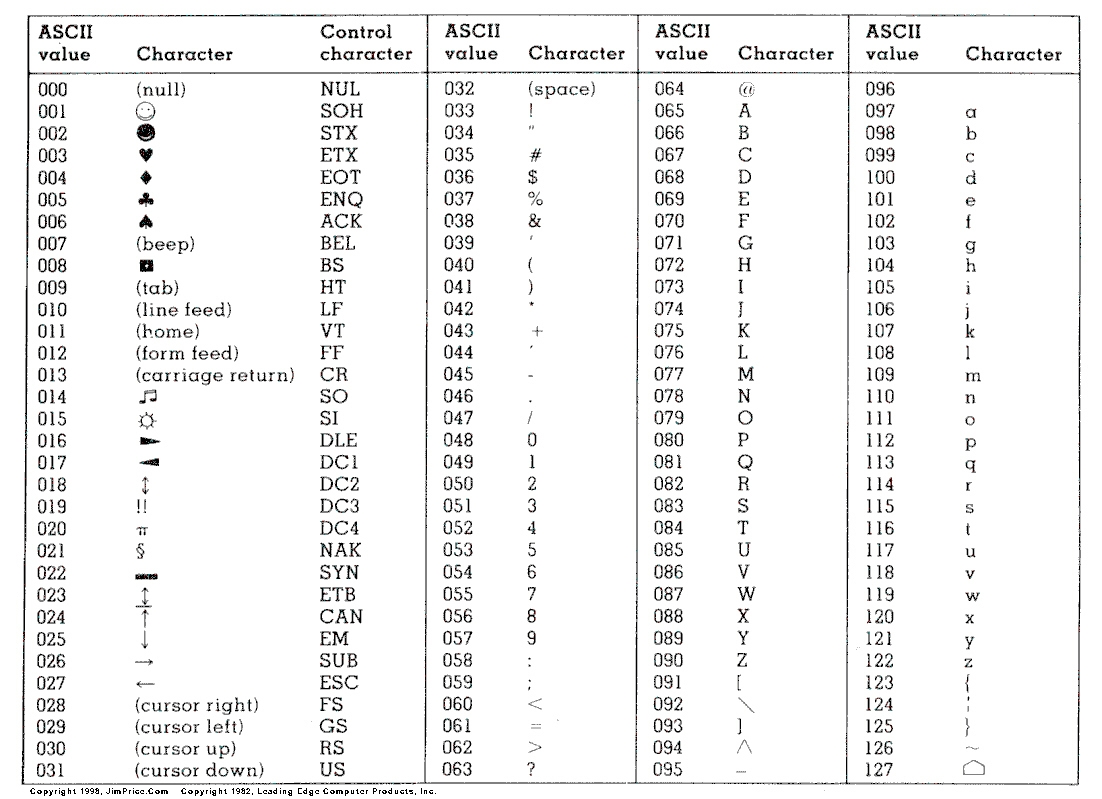 ASCII value Character Control character ASCII value Character ASCII value Character ASCII value Character
000 (null) NUL 032 (space) 064 @ 096
001 ☺ SOH 033 ! 065 A 097 a
002 ☻ STX 034 " 066 B 098 b
003 ♥ ETX 035 # 067 C 099 c
004 ♦ EOT 036 $ 068 D 100 d
005 ♣ ENQ 037 % 069 E 101 e
006 ♠ ACK 038 & 070 F 102 f
007 (beep) BEL 039 ' 071 G 103 g
008 ◘ BS 040 ( 072 H 104 h
009 (tab) HT 041 ) 073 I 105 i
010 (line feed) LF 042 * 074 J 106 j
011 (home) VT 043 + 075 K 107 k
012 (form feed) FF 044 ' 076 L 108 l
013 (carriage return) CR 045 - 077 M 109 m
014 ♫ SO 046 . 078 N 110 n
015 ☼ SI 047 / 079 O 111 o
016 ► DLE 048 0 080 P 112 p
017 ◄ DC1 049 1 081 Q 113 q
018 ↕ DC2 050 2 082 R 114 r
019 !! DC3 051 3 083 S 115 s
020 π DC4 052 4 084 T 116 t
021 § NAK 053 5 085 U 117 u
022 ▬ SYN 054 6 086 V 118 v
023 ↨ ETB 055 7 087 W 119 w
024 ↑ CAN 056 8 088 X 120 x
025 ↓ EM 057 9 089 Y 121 y
026 → SUB 058 : 090 Z 122 z
027 ← ESC 059 ; 091 [ 123 {
028 (cursor right) FS 060 < 092 \ 124 ¦
029 (cursor left) GS 061 = 093 ] 125 }
030 (cursor up) RS 062 > 094 ∧ 126 ~
031 (cursor down) US 063 ? 095 _ 127 ⌂
Copyright 1998, JimPrice.Com Copyright 1982, Leading Edge Computer Products, Inc.